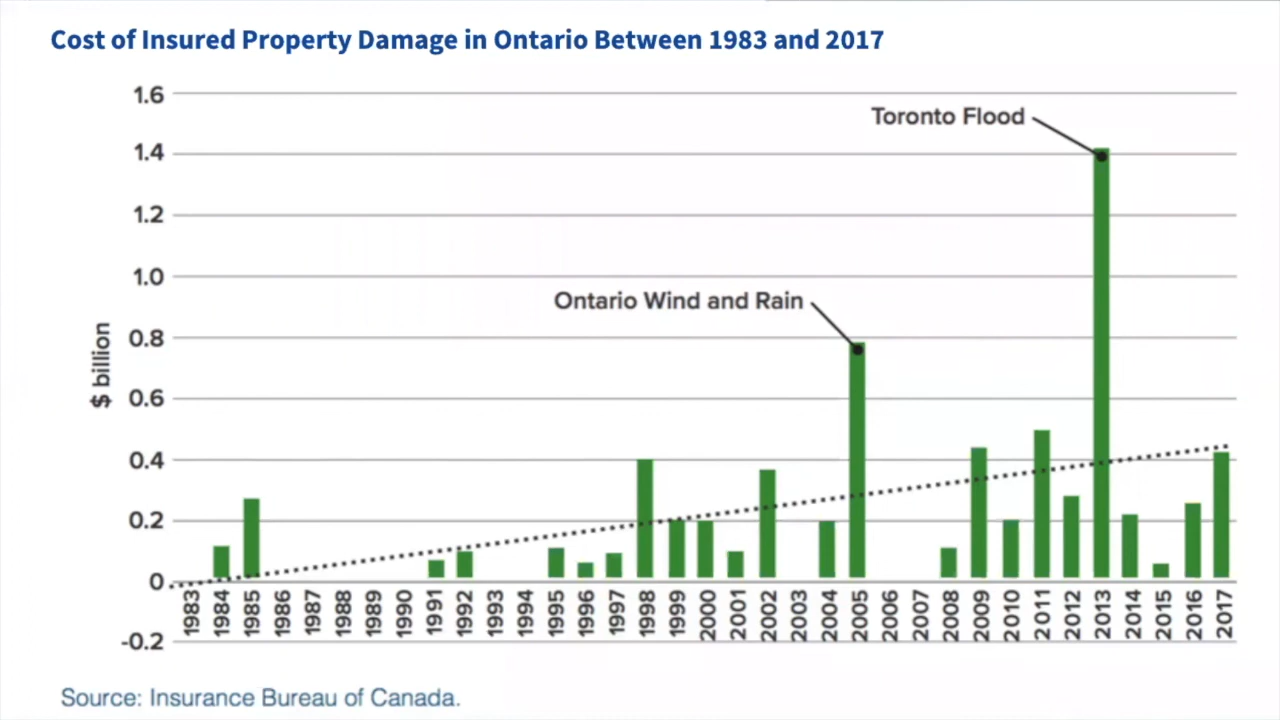 Cost of Insured Property Damage in Ontario Between 1983 and 2017
1.6
Toronto Flood
1.4
1.2
1.0
Ontario Wind and Rain
0.8
$ billion
0.6
0.4
0.2
0
1983 1984 1985 1986 1987 1988 1989 1990 1991 1992 1993 1994 1995 1996 1997 1998 1999 2000 2001 2002 2003 2004 2005 2006 2007 2008 2009 2010 2011 2012 2013 2014 2015 2016 2017
-0.2
Source: Insurance Bureau of Canada.